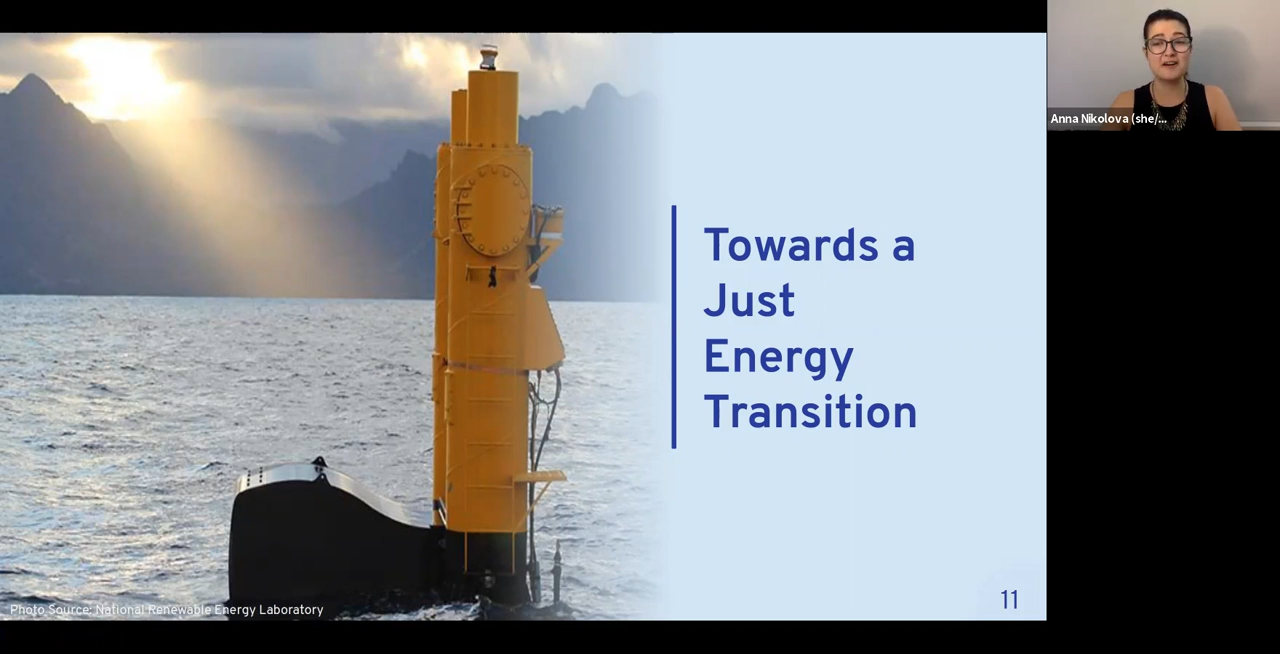 Towards a
Just
Energy
Transition
Photo Source: National Renewable Energy Laboratory
11
Anna Nikolova (she/...